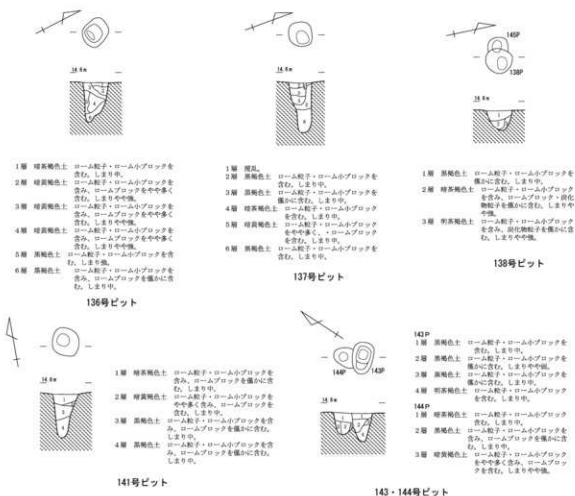 14.6m
1層 暗茶褐色土 ローム粒子・ローム小ブロックを
含む。しまり中。
2層 暗黄褐色土 ローム粒子・ローム小ブロックを
含み、ロームブロックをやや多く
含む。しまりやや強。
3層 暗黄褐色土 ローム粒子・ローム小ブロックを
含み、ロームブロックをやや多く
含む。しまりやや強。
4層 暗黄褐色土 ローム粒子・ローム小ブロックを
含み、ロームブロックをやや多く
含む。しまりやや強。
5層 黒褐色土 ローム粒子・ローム小ブロックを含
む。しまり強。
6層 黒褐色土 ローム粒子・ローム小ブロックを
含み、ロームブロックを僅かに含
む。しまり中。
136号ピット
14.6m
1層 攪乱。
2層 黒褐色土 ローム粒子・ローム小ブロックを
含む。しまり中。
3層 黒褐色土 ローム粒子・ローム小ブロックを
僅かに含む。しまり中。
4層 暗茶褐色土 ローム粒子・ローム小ブロック
を含む。しまり中。
5層 暗黄褐色土 ローム粒子・ローム小ブロック
をやや多く、・ロームブロック
を含む。しまり中。
6層 黒褐色土 ローム粒子・ローム小ブロックを
含む。しまり中。
137号ピット
145P
138P
14.6m
1層 黒褐色土 ローム粒子・ローム小ブロックを
僅かに含む。しまり中。
2層 暗茶褐色土 ローム粒子・ローム小ブロック
を含み、ロームブロック・炭化
物粒子を僅かに含む。しまりや
や強。
3層 明茶褐色土 ローム粒子・ローム小ブロック
を含み、炭化物粒子を僅かに含
む。しまりやや強。
138号ピット
14.6m
1層 暗茶褐色土 ローム粒子・ローム小ブロックを
含み、ロームブロックを僅かに含
む。しまり中。
2層 暗黄褐色土 ローム粒子・ローム小ブロックを
やや多く含み、ロームブロックを
含む。しまり中。
3層 黒褐色土 ローム粒子・ローム小ブロックを含
み、ロームブロックを僅かに含む。
しまり中。
4層 黒褐色土 ローム粒子・ローム小ブロックを含
み、ロームブロックを僅かに含む。
しまり中。
141号ピット
144P
143P
14.6m
143P
1層 黒褐色土 ローム粒子・ローム小ブロックを
含む。しまり中。
2層 黒褐色土 ローム粒子・ローム小ブロックを
僅かに含む。しまりやや弱。
3層 黒褐色土 ローム粒子・ローム小ブロックを
僅かに含む。しまり中。
4層 明茶褐色土 ローム粒子・ローム小ブロック
を含む。しまり中。
144P
1層 暗茶褐色土 ローム粒子・ローム小ブロック
含む。しまり中。
2層 黒褐色土 ローム粒子・ローム小ブロックを
含み、ロームブロックを僅かに含
む。しまり中。
3層 暗黄褐色土 ローム粒子・ローム小ブロック
をやや多く含み、ロームブロッ
クを含む。しまりやや強。
143・144号ピット